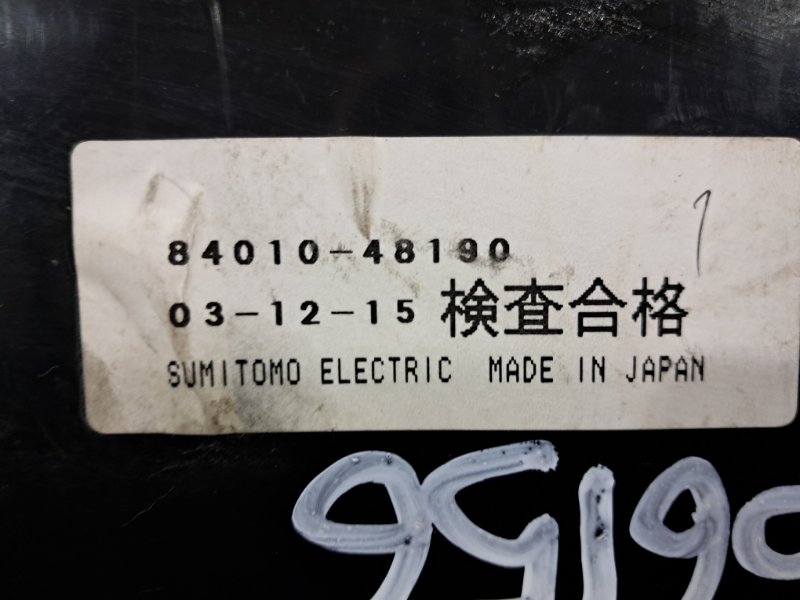 84010-48190
03-12-15 検査合格
SUMITOMO ELECTRIC MADE IN JAPAN